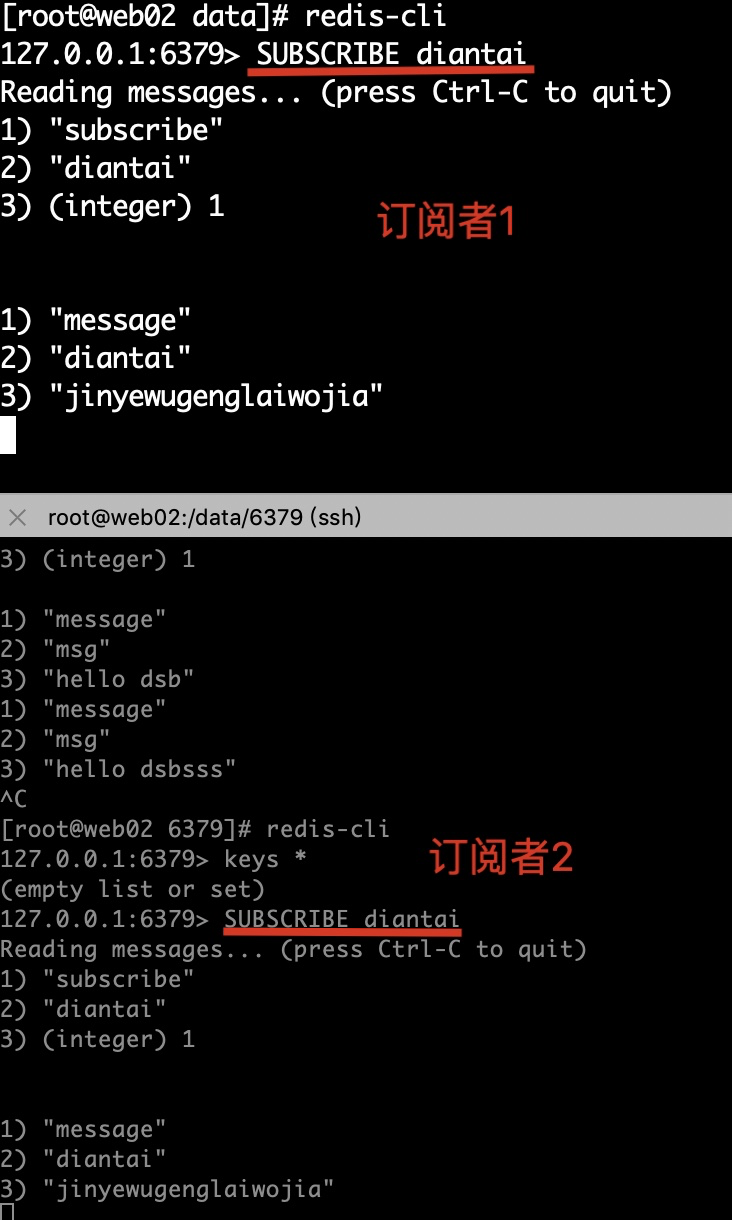 [root@web02 data]# redis-cli
127.0.0.1:6379> SUBSCRIBE diantai
Reading messages... (press Ctrl-C to quit)
1) "subscribe"
2) "diantai"
3) (integer) 1
订阅者1
1) "message"
2) "diantai"
3) "jinyewugenglaiwojia"
root@web02:/data/6379 (ssh)
3) (integer) 1
1) "message"
2) "msg"
3) "hello dsb"
1) "message"
2) "msg"
3) "hello dsbsss"
^C
[root@web02 6379]# redis-cli
127.0.0.1:6379> keys *
订阅者2
(empty list or set)
127.0.0.1:6379> SUBSCRIBE diantai
Reading messages... (press Ctrl-C to quit)
1) "subscribe"
2) "diantai"
3) (integer) 1
1) "message"
2) "diantai"
3) "jinyewugenglaiwojia"